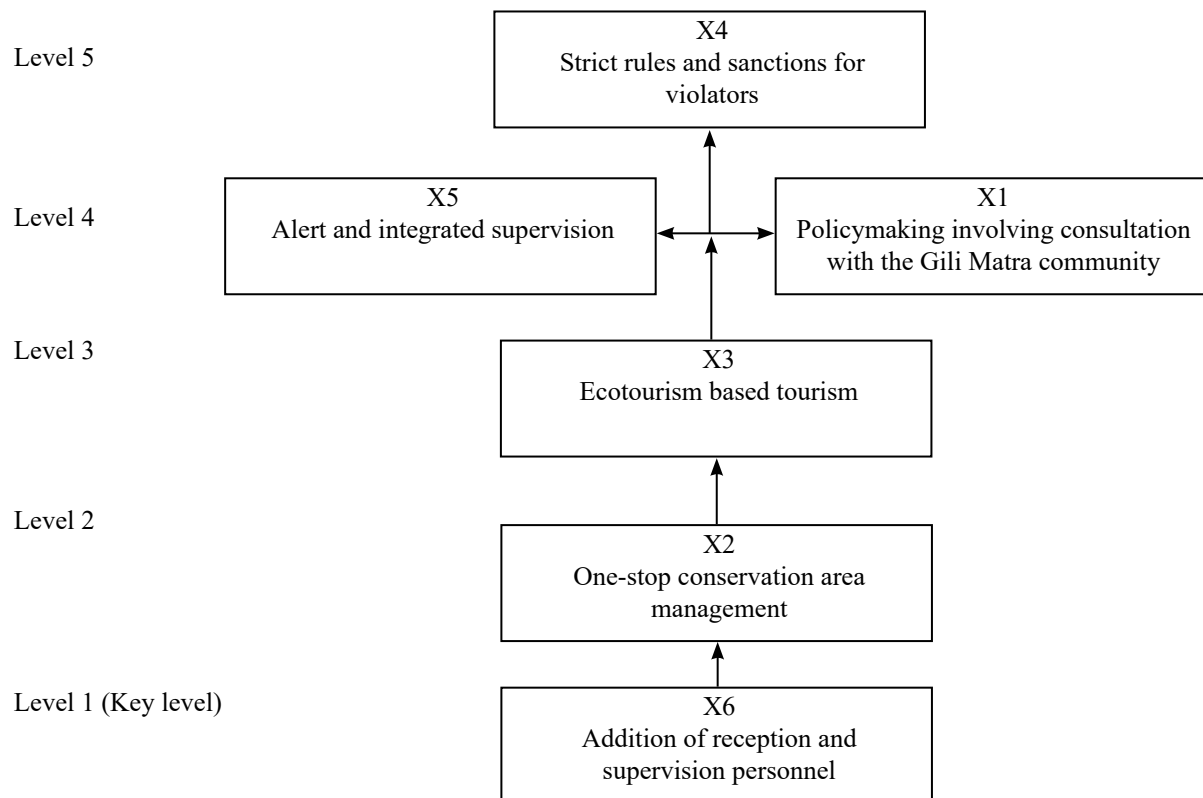 X4
Level 5
Strict rules and sanctions for
violators
X5
X1
Level 4
Alert and integrated supervision
Policymaking involving consultation
with the Gili Matra community
Level 3
X3
Ecotourism based tourism
Level 2
X2
One-stop conservation area
management
Level 1 (Key level)
X6
Addition of reception and
supervision personnel